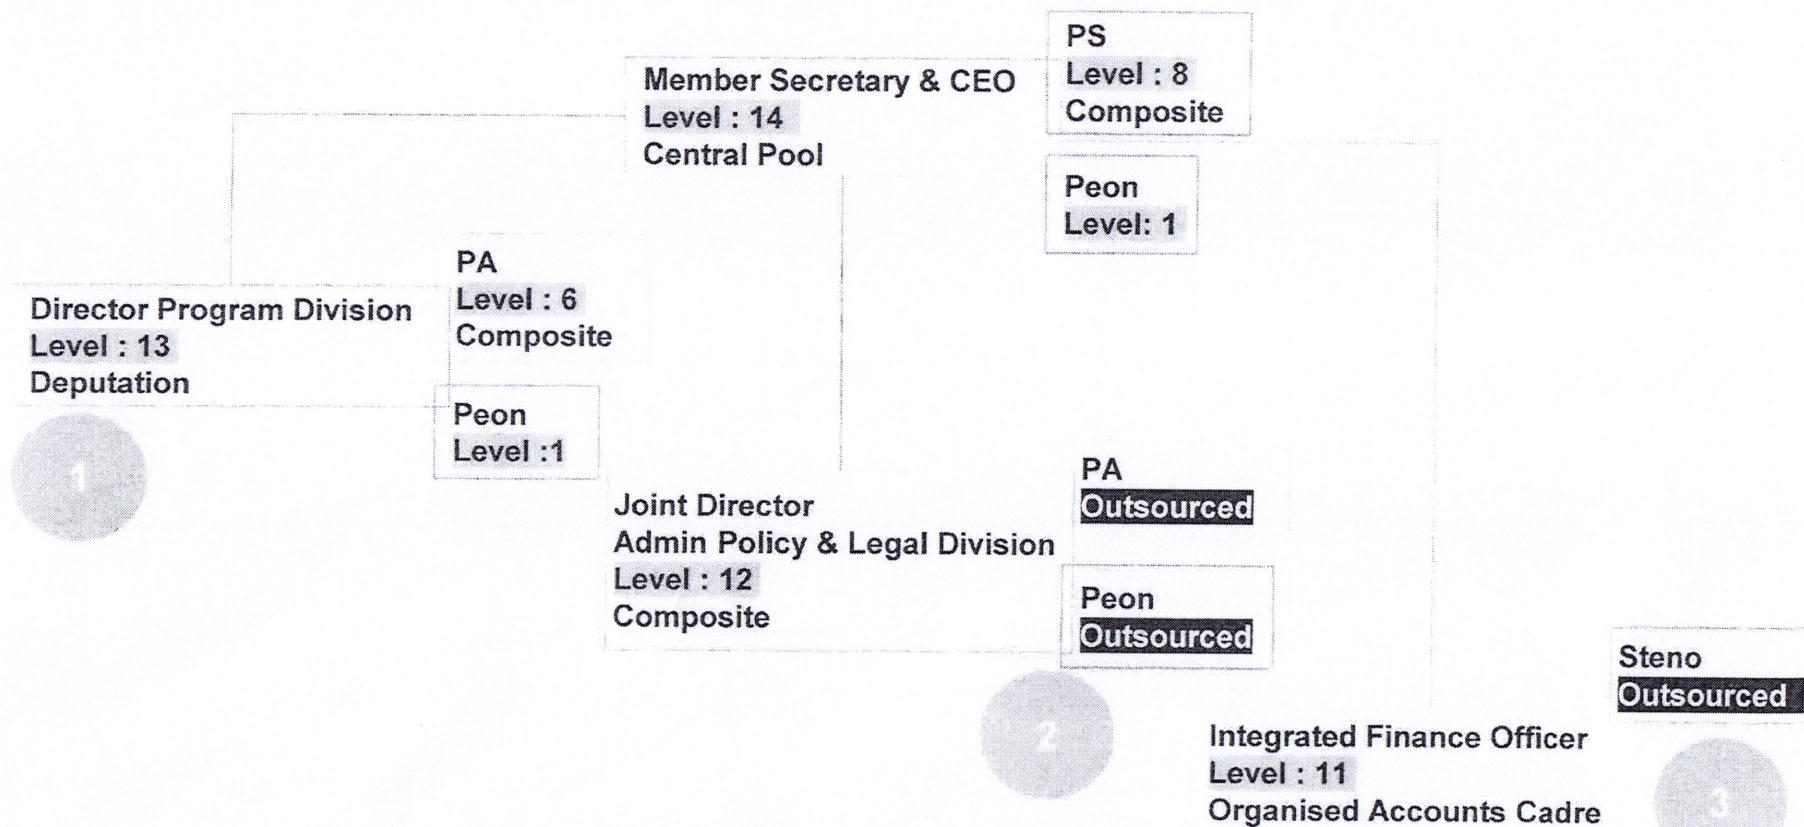 PS
Level : 8
Composite
Member Secretary & CEO
Level : 14
Central Pool
Peon
Level: 1
PA
Level : 6
Composite
Director Program Division
Level : 13
Deputation
Peon
Level :1
1
Joint Director
Admin Policy & Legal Division
Level : 12
Composite
PA
Outsourced
Peon
Outsourced
2
Steno
Outsourced
Integrated Finance Officer
Level : 11
Organised Accounts Cadre
3